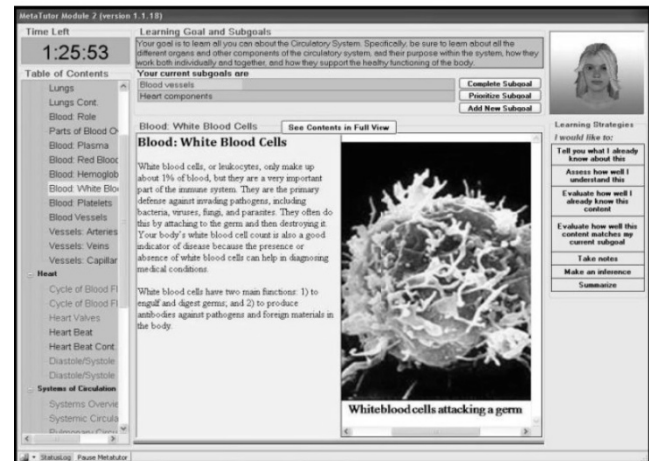 MetaTutor Module 2 (version 1.1.18)
Time Left
1:25:53
Table of Contents
Lungs
Lungs Cont.
Blood: Role
Parts of Blood O
Blood: Plasma
Blood: Red Blood
Blood: Hemoglob
Blood: White Bloo
Blood: Platelets
Blood Vessels
Vessels: Arteries
Vessels: Veins
Vessels: Capillar
Heart
Cycle of Blood Fl
Cycle of Blood Fl
Heart Valves
Heart Beat
Heart Beat Cont.
Diastole/Systole
Diastole/Systole
Systems of Circulation
Systems Overvie
Systemic Circula
Pulmonary Circu
Learning Goal and Subgoals
Your goal is to learn all you can about the Circulatory System. Specifically, be sure to learn about all the
different organs and other components of the circulatory system, and their purpose within the system, how they
work both individually and together, and how they support the healthy functioning of the body.
Your current subgoals are
Blood vessels
Heart components
Complete Subgoal
Prioritize Subgoal
Add New Subgoal
Blood: White Blood Cells
See Contents in Full View
Blood: White Blood Cells
White blood cells, or leukocytes, only make up
about 1% of blood, but they are a very important
part of the immune system. They are the primary
defense against invading pathogens, including
bacteria, viruses, fungi, and parasites. They often do
this by attaching to the germ and then destroying it.
Your body's white blood cell count is also a good
indicator of disease because the presence or
absence of white blood cells can help in diagnosing
medical conditions.
White blood cells have two main functions: 1) to
engulf and digest germs; and 2) to produce
antibodies against pathogens and foreign materials in
the body.
White blood cells attacking a germ
Learning Strategies
I would like to:
Tell you what I already
know about this
Assess how well I
understand this
Evaluate how well I
already know this
content
Evaluate how well this
content matches my
current subgoal
Take notes
Make an inference
Summarize
StatusLog Pause Metatutor